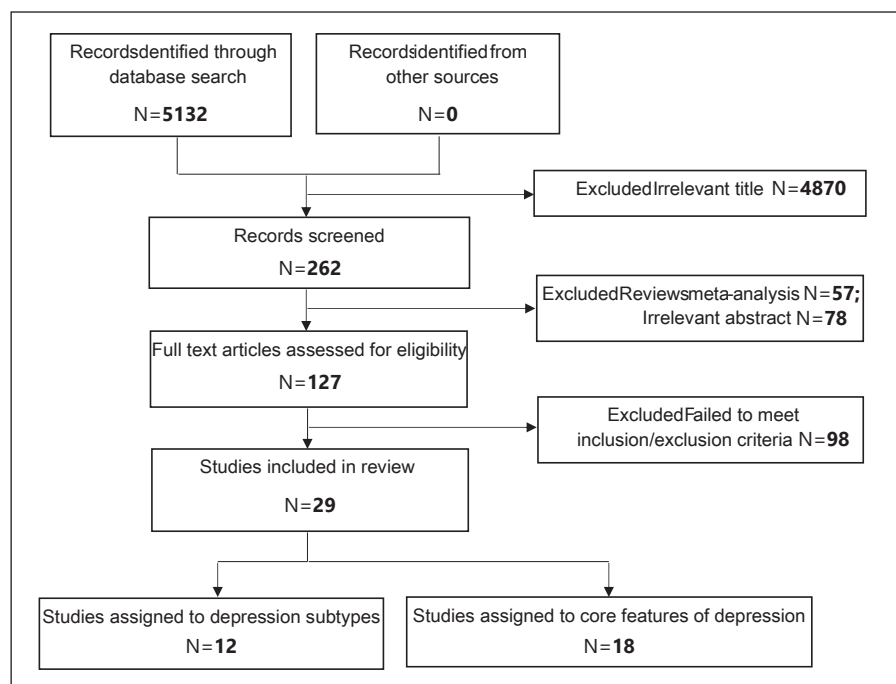 Recordsdentified through
database search
N=5132
Recordsidentified from
other sources
N=0
ExcludedIrrelevant title N=4870
Records screened
N=262
ExcludedReviewsmeta-analysis N=57;
Irrelevant abstract N=78
Full text articles assessed for eligibility
N=127
ExcludedFailed to meet
inclusion/exclusion criteria N=98
Studies included in review
N=29
Studies assigned to depression subtypes
N=12
Studies assigned to core features of depression
N=18